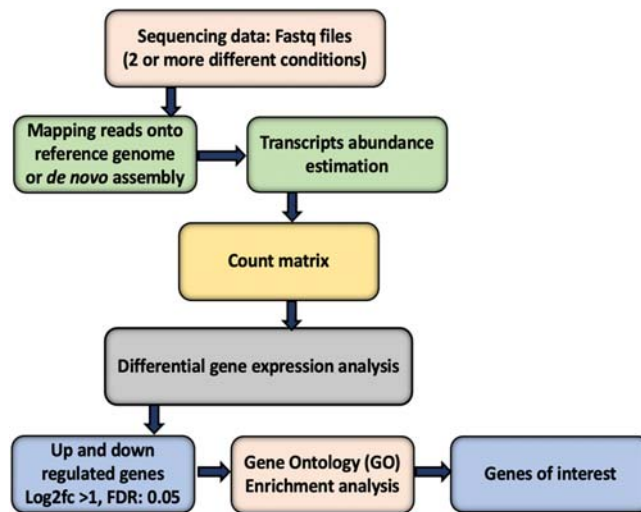 Sequencing data: Fastq files
(2 or more different conditions)
Mapping reads onto
reference genome
or de novo assembly
Transcripts abundance
estimation
Count matrix
Differential gene expression analysis
Up and down
regulated genes
Log2fc >1, FDR: 0.05
Gene Ontology (GO)
Enrichment analysis
Genes of interest